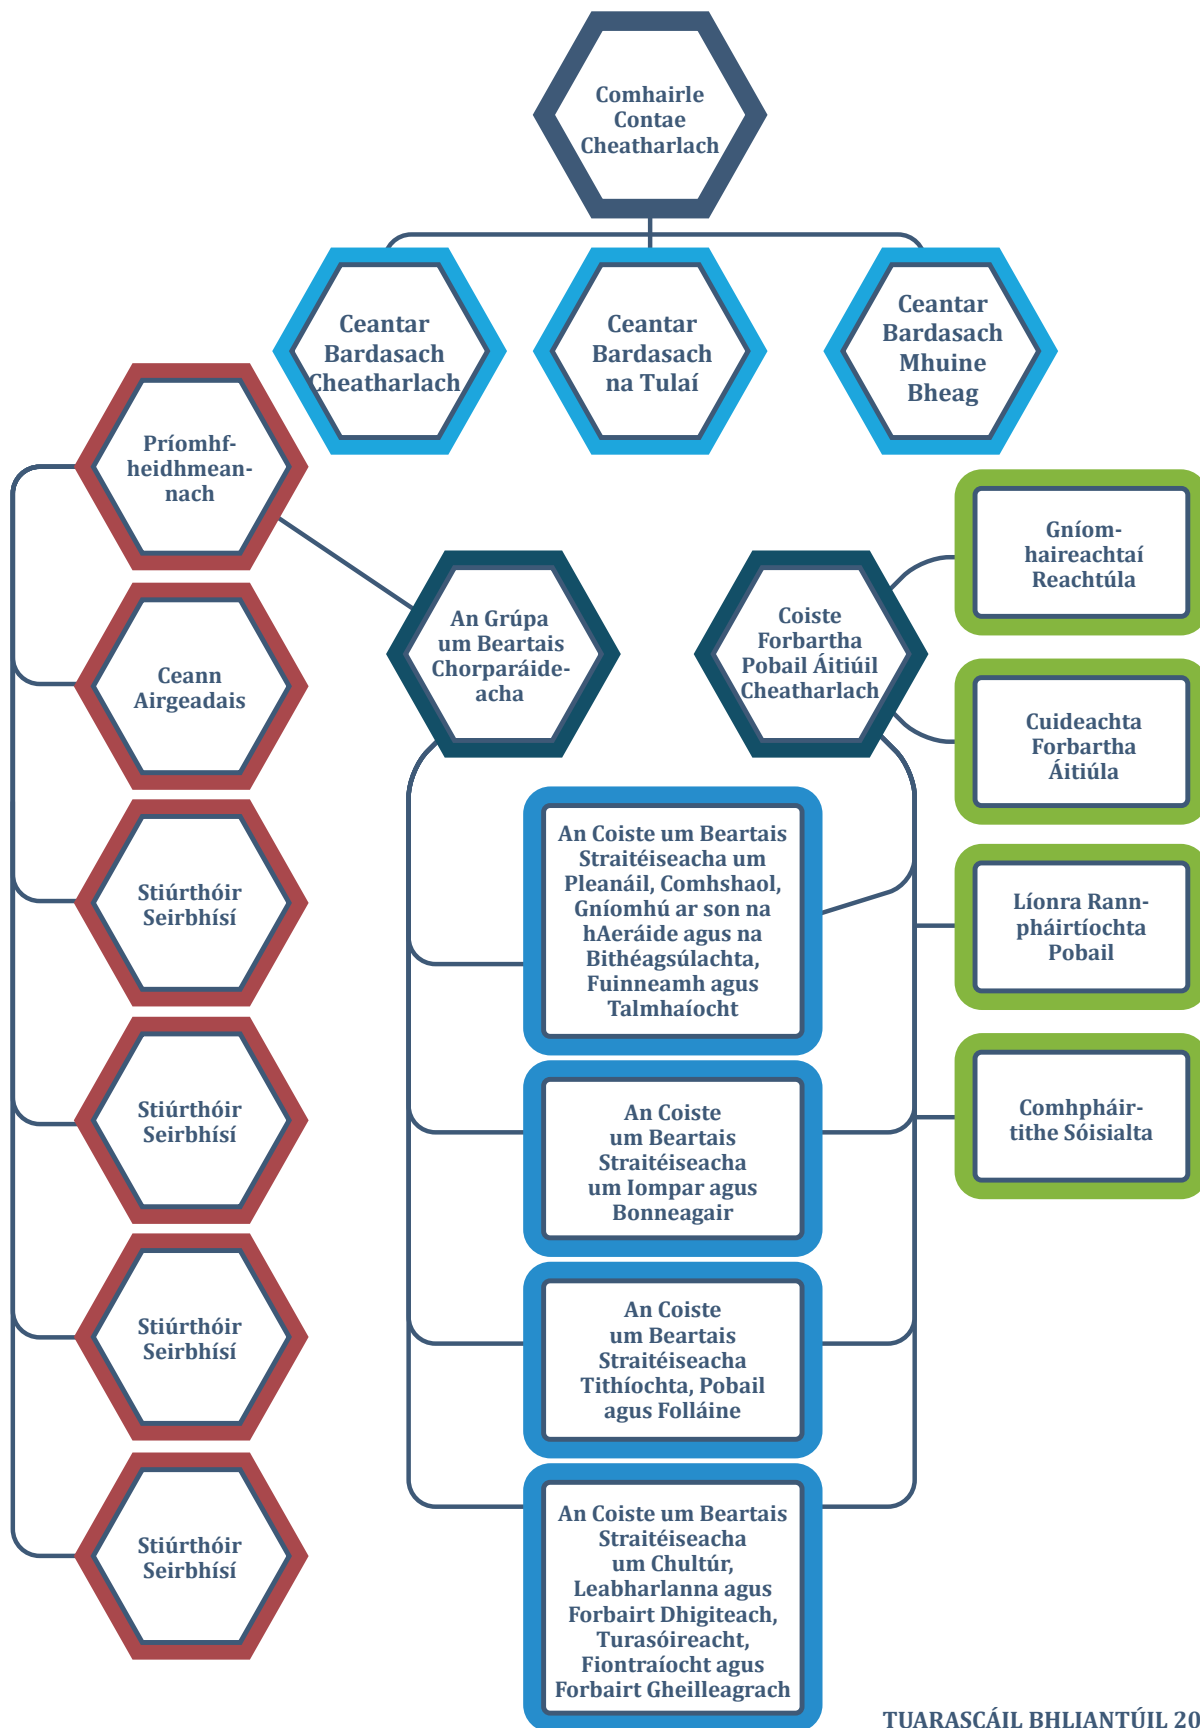 Comhairle
Contae
Cheatharlach
Ceantar
Bardasach
Cheatharlach
Ceantar
Bardasach
na Tulaí
Ceantar
Bardasach
Mhuine
Bheag
Príomhf-
heidhmean-
nach
Ceann
Airgeadais
Stiúrthóir
Seirbhísí
Stiúrthóir
Seirbhísí
Stiúrthóir
Seirbhísí
Stiúrthóir
Seirbhísí
An Grúpa
um Beartais
Chorparáide-
acha
Coiste
Forbartha
Pobail Áitiúil
Cheatharlach
An Coiste um Beartais
Straitéiseacha um
Pleanáil, Comhshaol,
Gníomhú ar son na
hAeráide agus na
Bithéagsúlachta,
Fuinneamh agus
Talmhaíocht
An Coiste
um Beartais
Straitéiseacha
um Iompar agus
Bonneagair
An Coiste
um Beartais
Straitéiseacha
Tithíochta, Pobail
agus Folláine
An Coiste um Beartais
Straitéiseacha
um Chultúr,
Leabharlanna agus
Forbairt Dhigiteach,
Turasóireacht,
Fiontraíocht agus
Forbairt Gheilleagrach
Gníom-
haireachtaí
Reachtúla
Cuideachta
Forbartha
Áitiúla
Líonra Rann-
pháirtíochta
Pobail
Comhpháir-
tithe Sóisialta
TUARASCÁIL BHLIANTÚIL 20